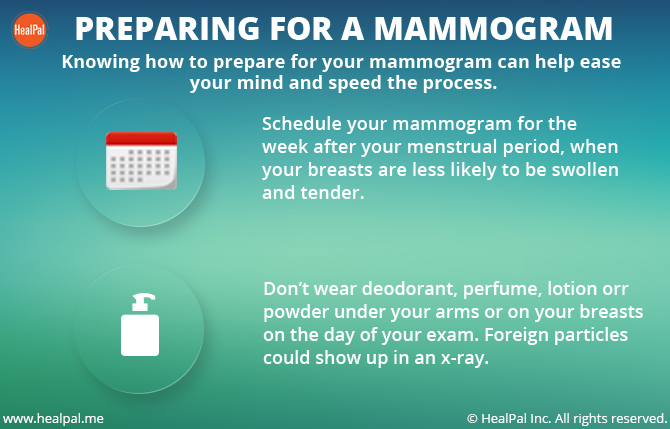 HealPal
PREPARING FOR A MAMMOGRAM
Knowing how to prepare for your mammogram can help ease
your mind and speed the process.
Schedule your mammogram for the
week after your menstrual period, when
your breasts are less likely to be swollen
and tender.
Don’t wear deodorant, perfume, lotion orr
powder under your arms or on your breasts
on the day of your exam. Foreign particles
could show up in an x-ray.
www.healpal.me
© HealPal Inc. All rights reserved.